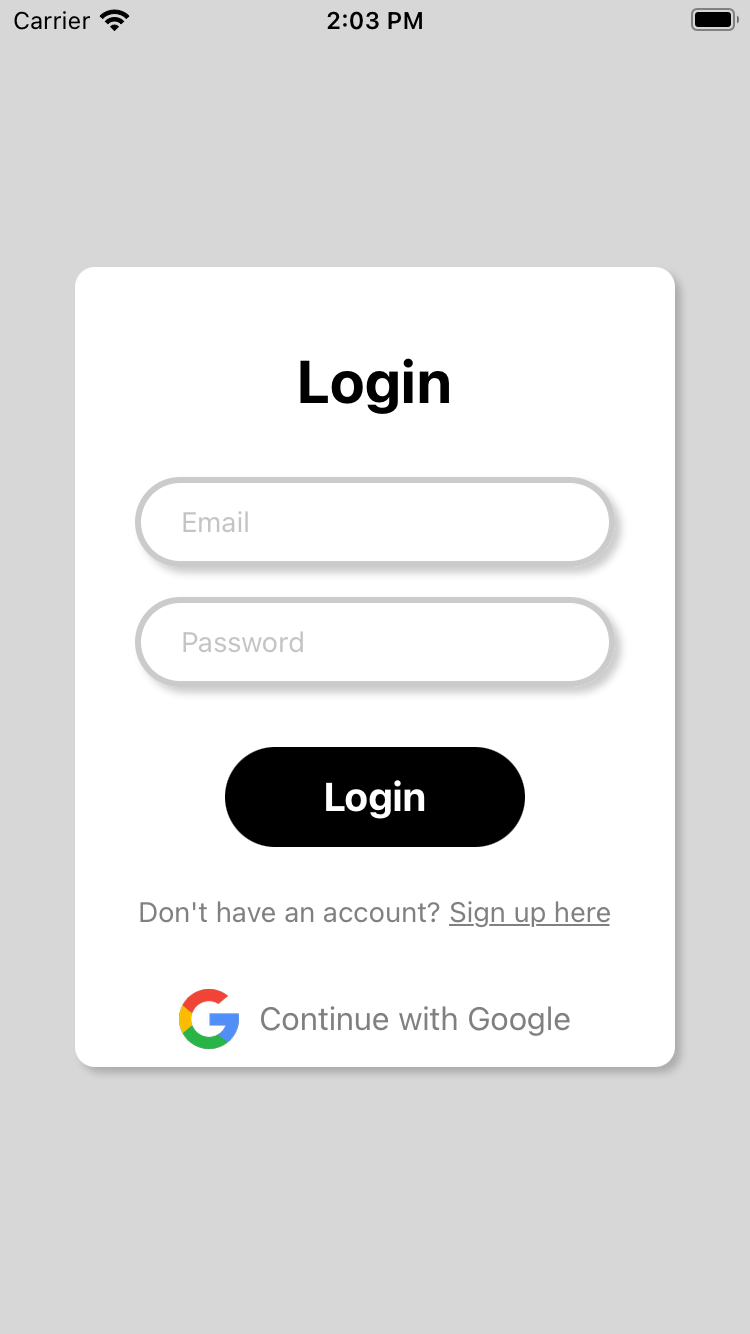 Carrier 2:03 PM
Login
Email
Password
Login
Don't have an account? Sign up here
Continue with Google